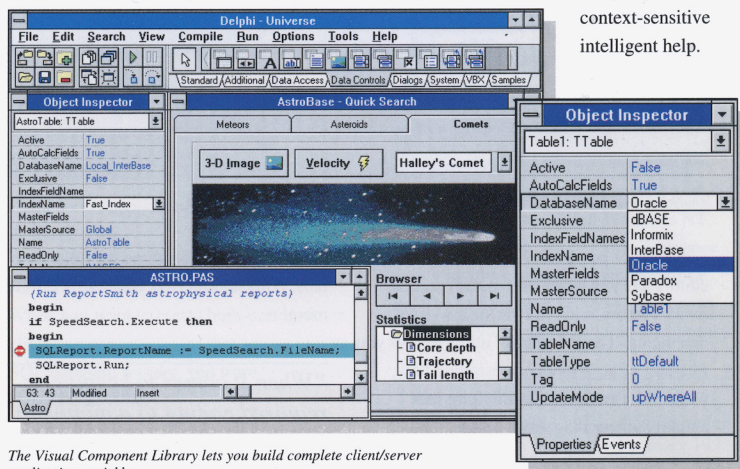 context-sensitive
intelligent help.
Delphi - Universe
File Edit Search View Compile Run Options Tools Help
Standard Additional Data Access Data Controls Dialogs System VBX Samples
Object Inspector
AstroTable: TTable
Active True
AutoCalcFields True
DatabaseName Local_InterBase
Exclusive False
IndexFieldName
IndexName Fast_Index
MasterFields
MasterSource Global
Name AstroTable
ReadOnly False
AstroBase - Quick Search
Meteors Asteroids Comets
3-D Image Velocity Halley's Comet
Browser
Statistics
Dimensions
Core depth
Trajectory
Tail length
ASTRO.PAS
{Run ReportSmith astrophysical reports}
begin
if SpeedSearch.Execute then
begin
SQLReport.ReportName := SpeedSearch.FileName;
SQLReport.Run;
end
63: 43 Modified Insert
Astro
Object Inspector
Table1: TTable
Active False
AutoCalcFields True
DatabaseName Oracle
Exclusive dBASE
IndexFieldNames Informix
IndexName InterBase
MasterFields Oracle
MasterSource Paradox
Sybase
Name Table1
ReadOnly False
TableName
TableType ttDefault
Tag 0
UpdateMode upWhereAll
Properties Events
The Visual Component Library lets you build complete client/server